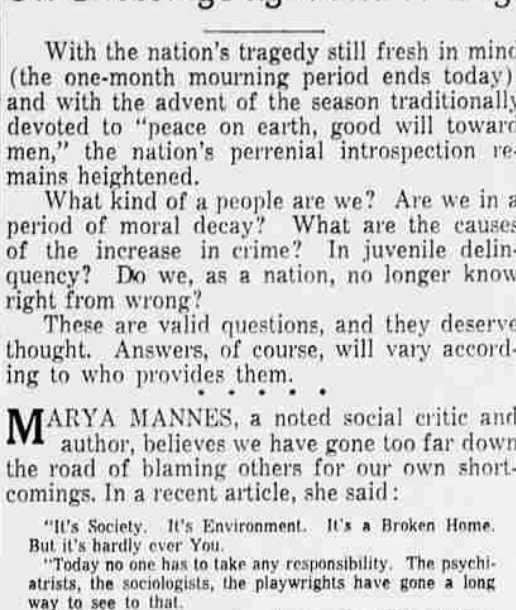 With the nation's tragedy still fresh in mind
(the one-month mourning period ends today)
and with the advent of the season traditionally
devoted to "peace on earth, good will toward
men," the nation's perrenial introspection re-
mains heightened.
What kind of a people are we? Are we in a
period of moral decay? What are the causes
of the increase in crime? In juvenile delin-
quency? Do we, as a nation, no longer know
right from wrong?
These are valid questions, and they deserve
thought. Answers, of course, will vary accord-
ing to who provides them.
MARYA MANNES, a noted social critic and
author, believes we have gone too far down
the road of blaming others for our own short-
comings. In a recent article, she said:
"It's Society. It's Environment. It's a Broken Home.
But it's hardly ever You.
"Today no one has to take any responsibility. The psychi-
atrists, the sociologists, the playwrights have gone a long
way to see to that.